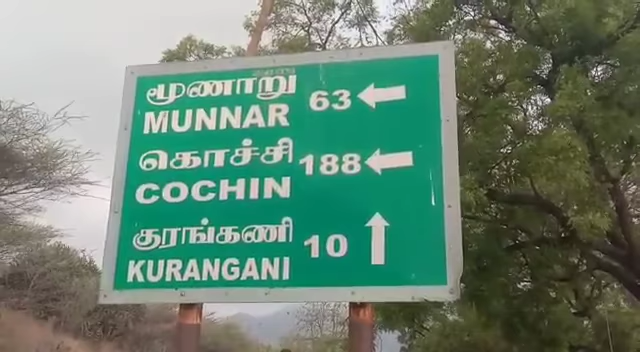 மூணாறு
MUNNAR 63
கொச்சி
COCHIN 188
குரங்கணி
KURANGANI 10